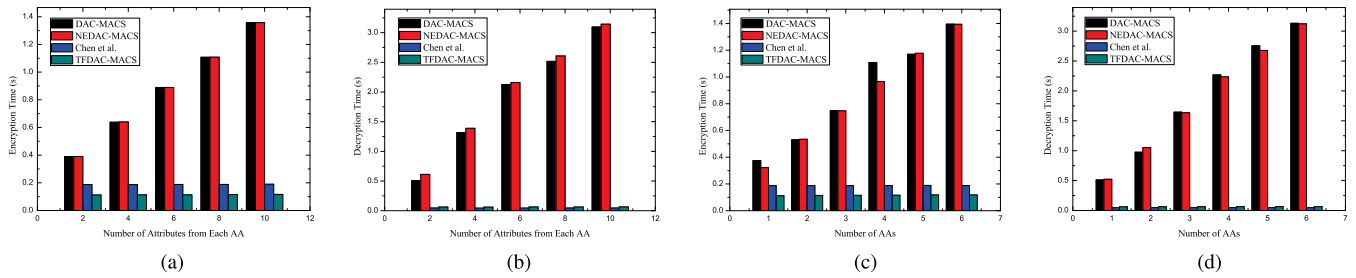 DAC-MACS
NEDAC-MACS
Chen et al.
TFDAC-MACS
Encryption Time (s)
1.4
1.2
1.0
0.8
0.6
0.4
0.2
0.0
0 2 4 6 8 10 12
Number of Attributes from Each AA
(a)
DAC-MACS
NEDAC-MACS
Chen et al.
TFDAC-MACS
Decryption Time (s)
3.0
2.5
2.0
1.5
1.0
0.5
0.0
0 2 4 6 8 10 12
Number of Attributes from Each AA
(b)
DAC-MACS
NEDAC-MACS
Chen et al.
TFDAC-MACS
Encryption Time (s)
1.4
1.2
1.0
0.8
0.6
0.4
0.2
0.0
0 1 2 3 4 5 6 7
Number of AAs
(c)
DAC-MACS
NEDAC-MACS
Chen et al.
TFDAC-MACS
Decryption Time (s)
3.0
2.5
2.0
1.5
1.0
0.5
0.0
0 1 2 3 4 5 6 7
Number of AAs
(d)